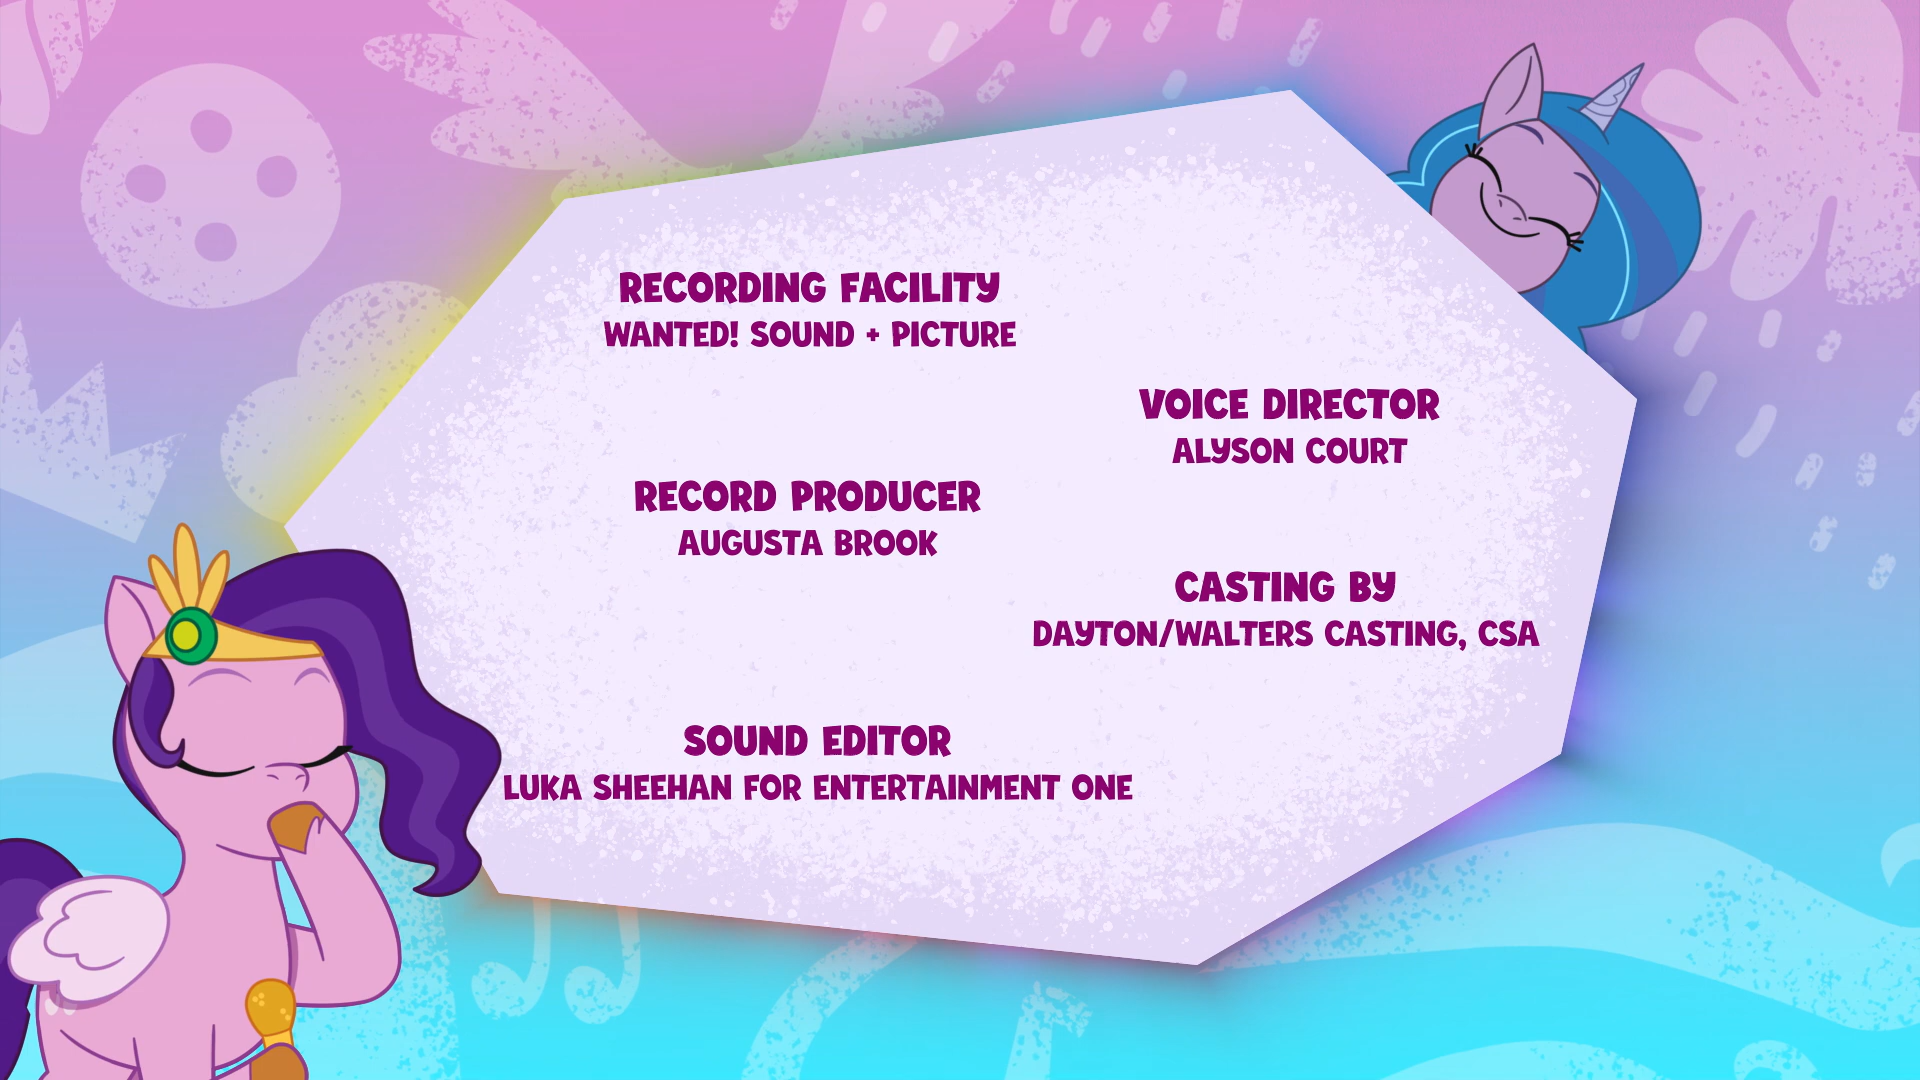 RECORDING FACILITY
WANTED! SOUND + PICTURE
VOICE DIRECTOR
ALYSON COURT
RECORD PRODUCER
AUGUSTA BROOK
CASTING BY
DAYTON/WALTERS CASTING, CSA
SOUND EDITOR
LUKA SHEEHAN FOR ENTERTAINMENT ONE